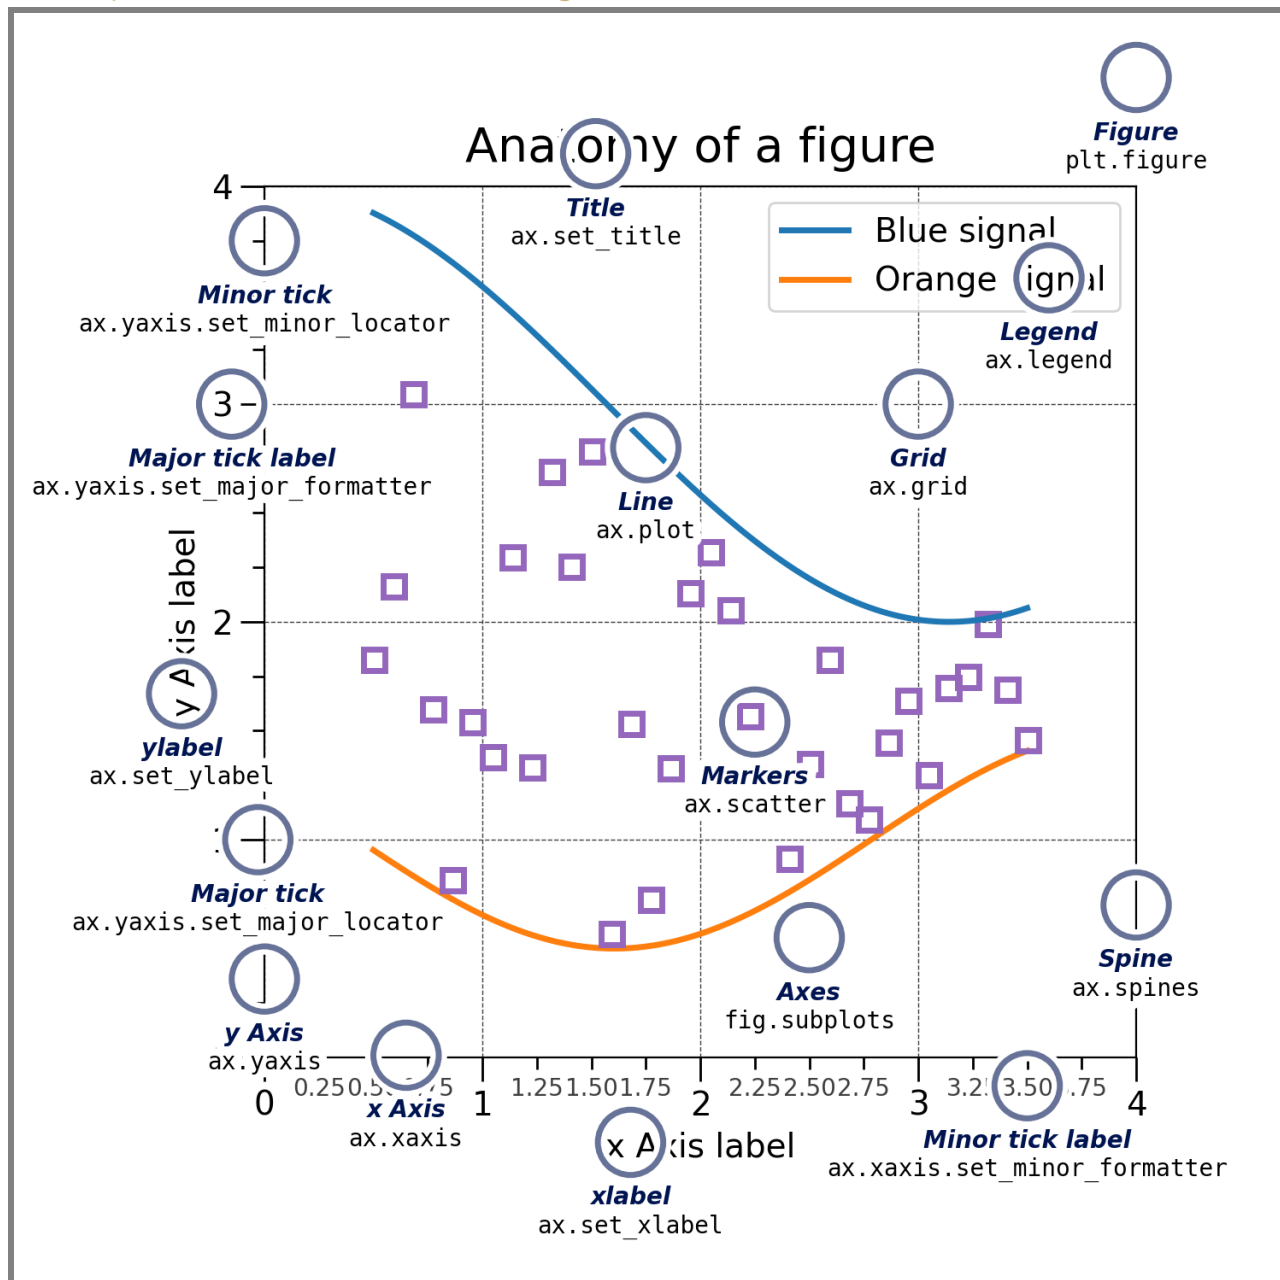 Figure
plt.figure
Anatomy of a figure
Title
ax.set_title
4
Blue signal
Orange signal
Legend
ax.legend
Minor tick
ax.yaxis.set_minor_locator
3
Major tick label
ax.yaxis.set_major_formatter
Grid
ax.grid
Line
ax.plot
y Axis label
2
ylabel
ax.set_ylabel
Markers
ax.scatter
Major tick
ax.yaxis.set_major_locator
Spine
ax.spines
Axes
fig.subplots
y Axis
ax.yaxis
0.25 1.25 1.50 1.75 2.25 2.50 2.75 3.50
0 1 2 3 4
x Axis
ax.xaxis
x Axis label
Minor tick label
ax.xaxis.set_minor_formatter
xlabel
ax.set_xlabel